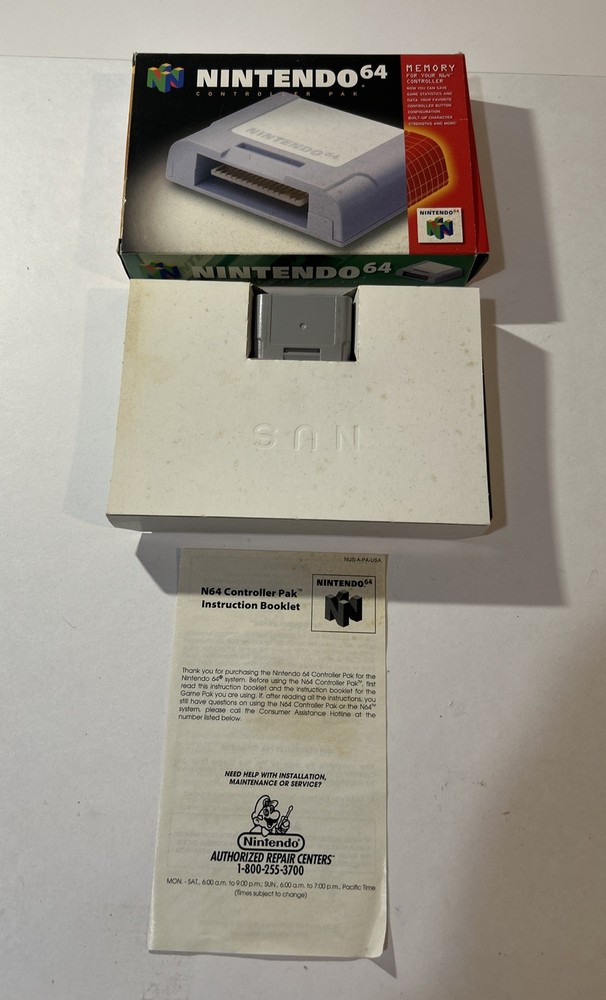 NINTENDO64
CONTROLLER PAK™
MEMORY
FOR YOUR N64™
CONTROLLER
NOW YOU CAN SAVE
GAME STATISTICS AND
DATA, YOUR FAVORITE
CONTROLLER BUTTON
CONFIGURATION,
BUILT-UP CHARACTER
STRENGTHS AND MORE!
NINTENDO64
NINTENDO64
NINTENDO64
NUS
NUS-A-PA-USA
N64 Controller Pak™
Instruction Booklet
NINTENDO64
Thank you for purchasing the Nintendo 64 Controller Pak for the
Nintendo 64® system. Before using the N64 Controller Pak™, first
read this instruction booklet and the instruction booklet for the
Game Pak you are using. If, after reading all the instructions, you
still have questions on using the N64 Controller Pak or the N64™
system, please call the Consumer Assistance Hotline at the
number listed below.
NEED HELP WITH INSTALLATION,
MAINTENANCE OR SERVICE?
Nintendo®
AUTHORIZED REPAIR CENTERS™
1-800-255-3700
MON. - SAT., 6:00 a.m. to 9:00 p.m.; SUN., 6:00 a.m. to 7:00 p.m., Pacific Time
(Times subject to change)